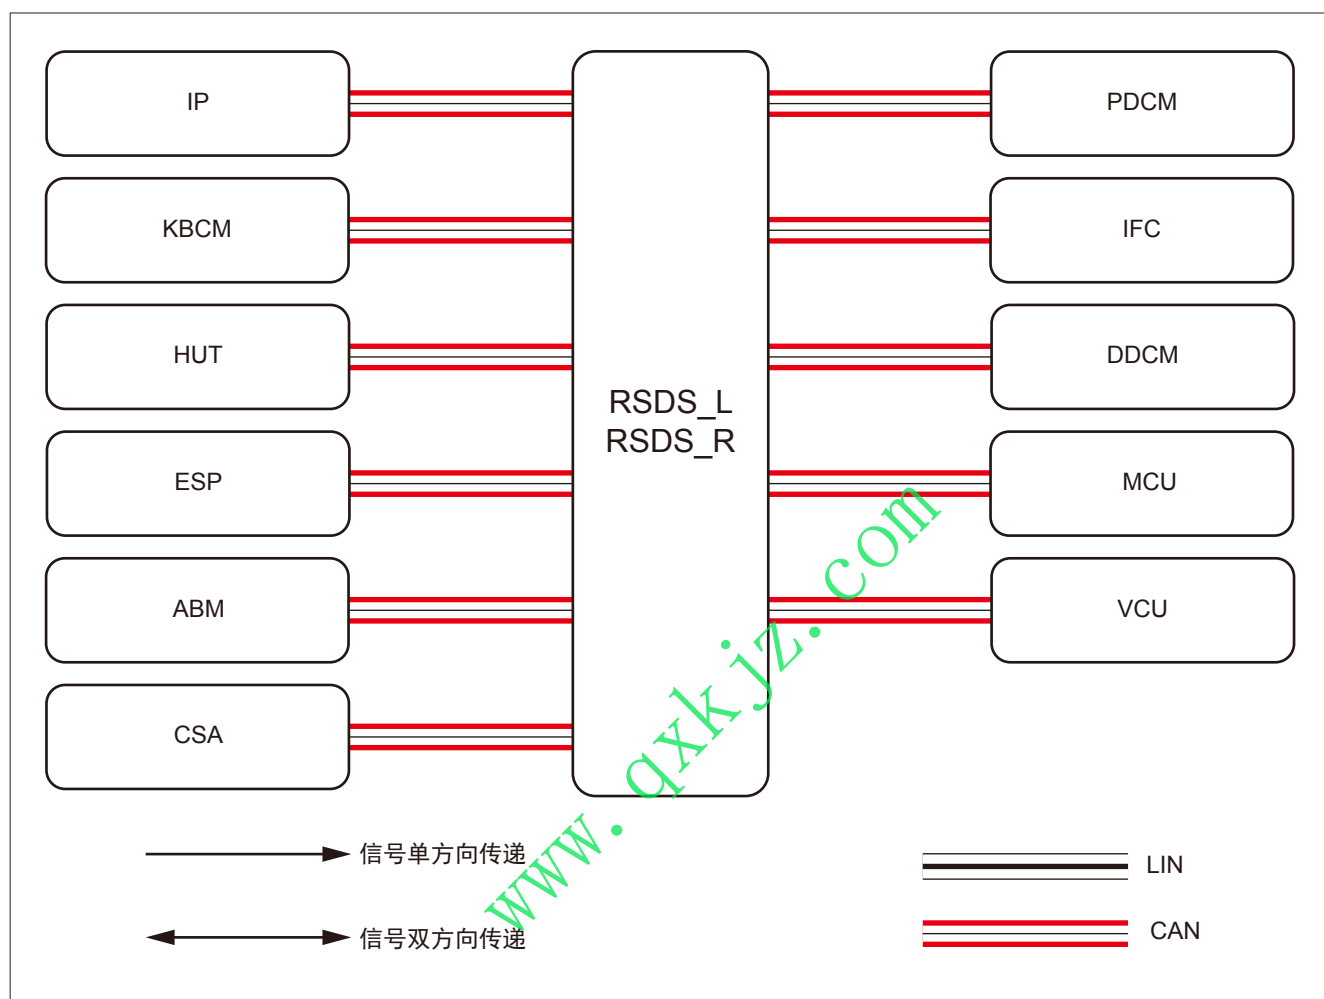 IP
KBCM
HUT
ESP
ABM
CSA
RSDS_L
RSDS_R
PDCM
IFC
DDCM
MCU
VCU
信号单方向传递
信号双方向传递
LIN
CAN
www.qxkjz.com